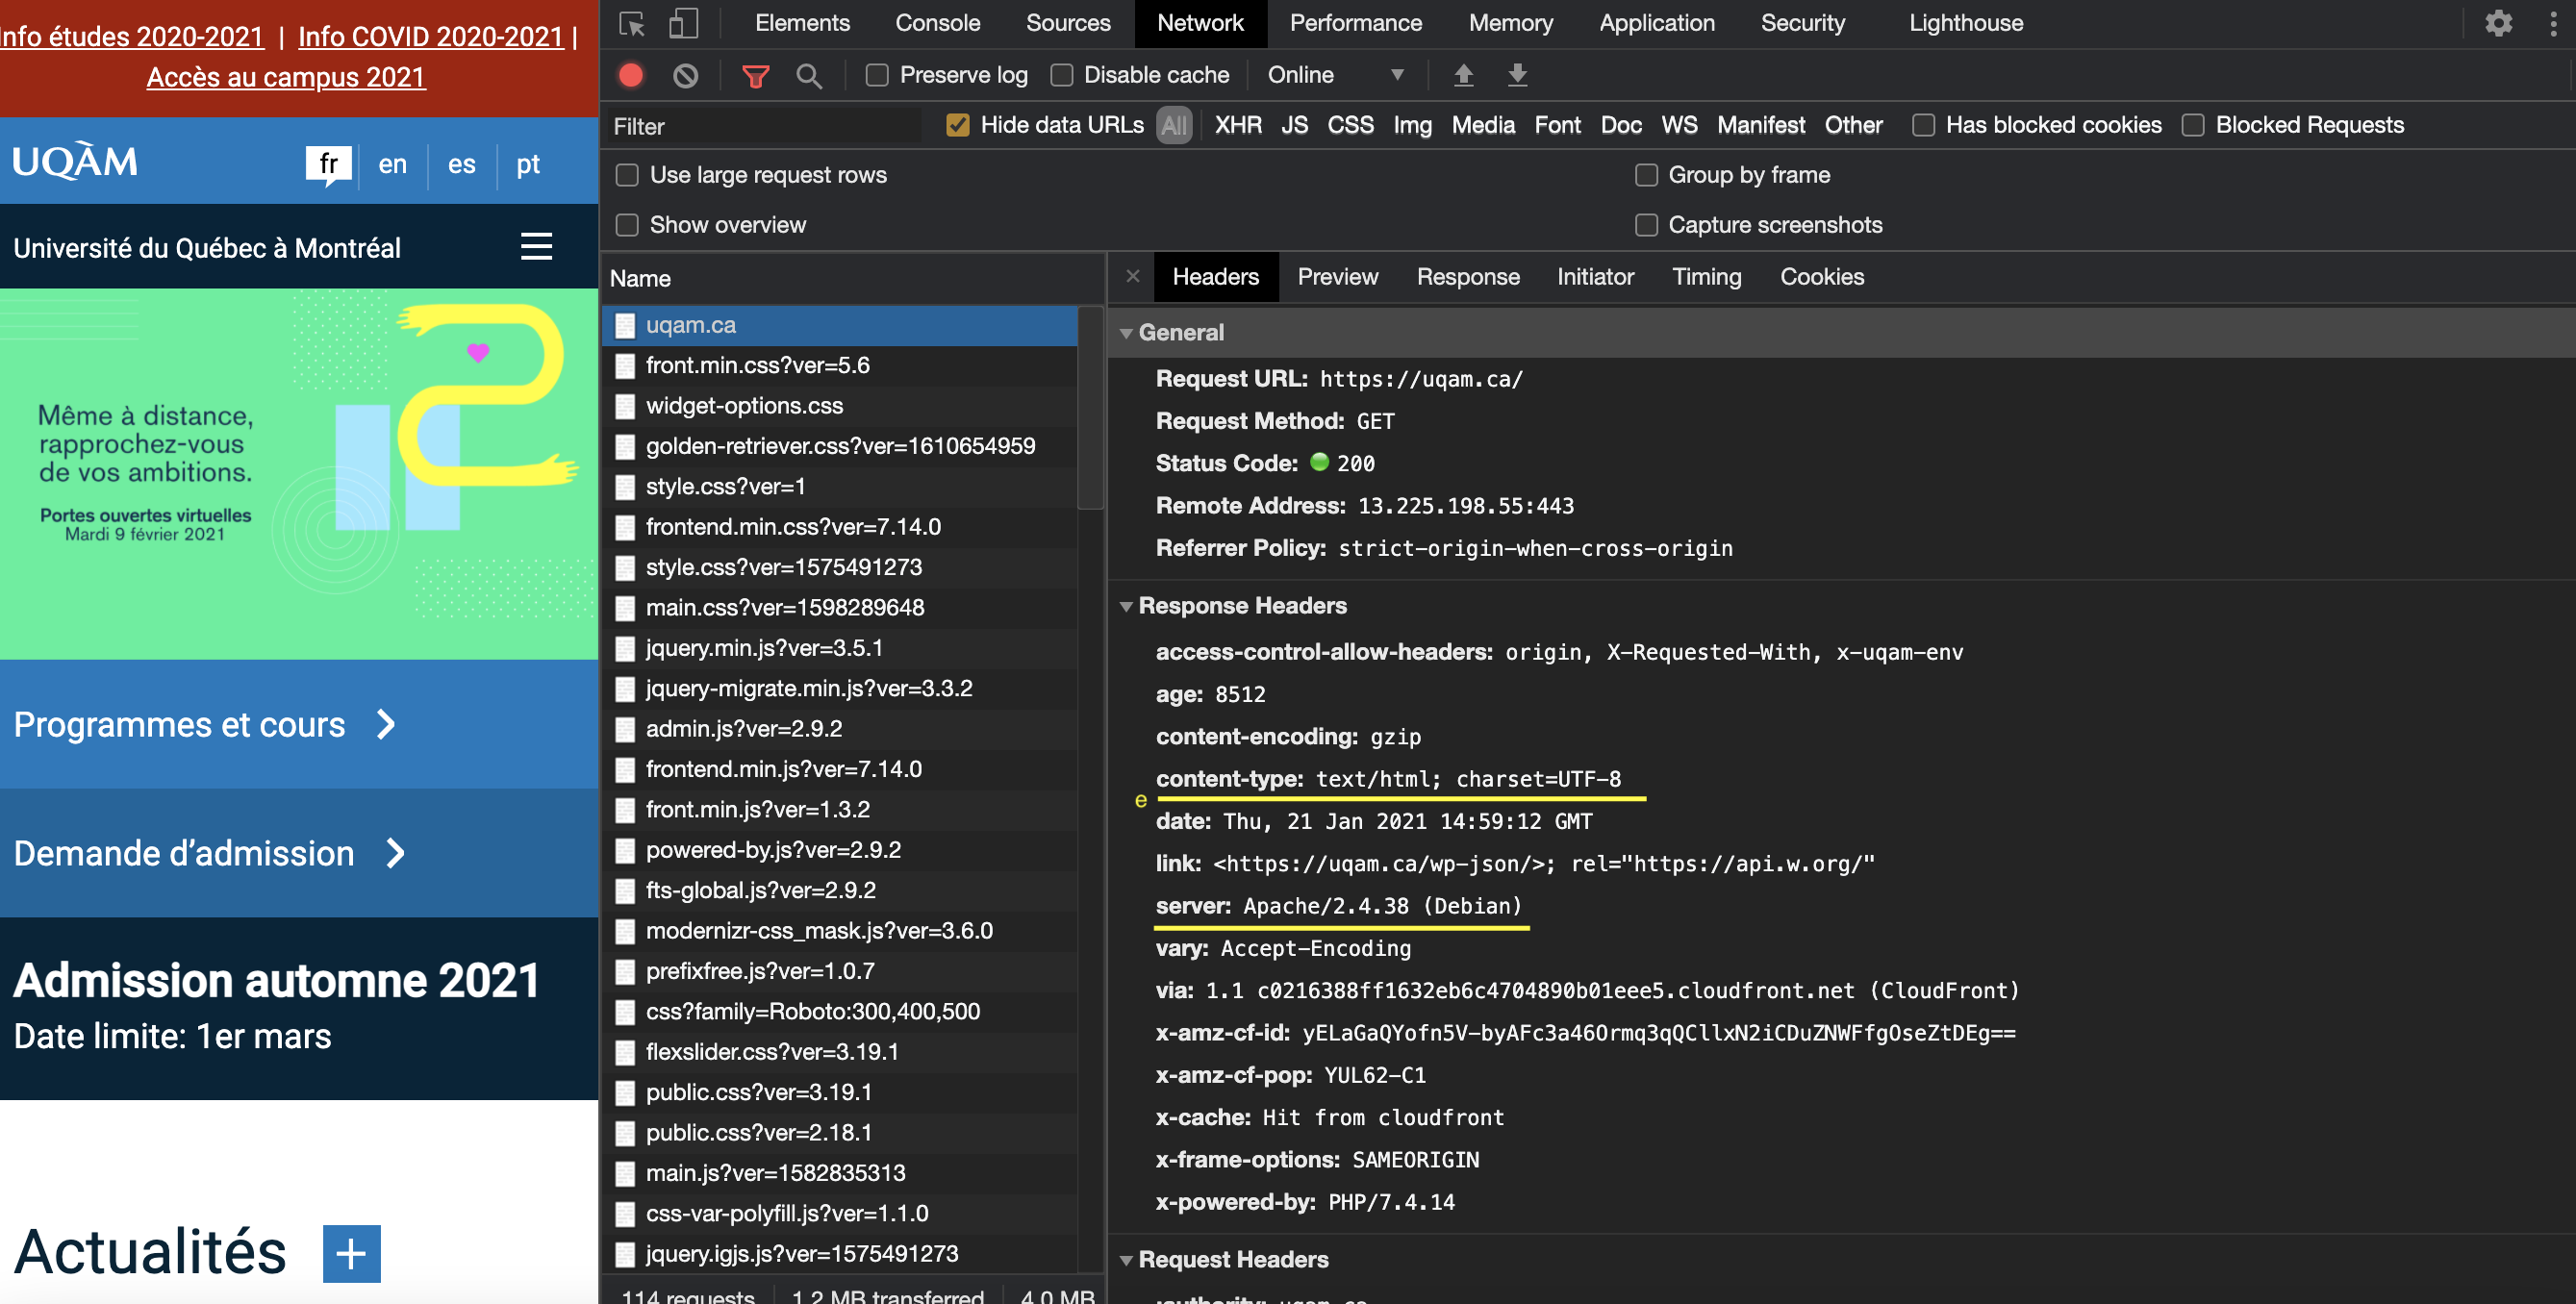 Info études 2020-2021 | Info COVID 2020-2021 |
Accès au campus 2021
UQÀM
fr en es pt
Université du Québec à Montréal
Même à distance,
rapprochez-vous
de vos ambitions.
Portes ouvertes virtuelles
Mardi 9 février 2021
Programmes et cours
Demande d’admission
Admission automne 2021
Date limite: 1er mars
Actualités +
Elements Console Sources Network Performance Memory Application Security Lighthouse
Preserve log Disable cache Online
Filter Hide data URLs All XHR JS CSS Img Media Font Doc WS Manifest Other Has blocked cookies Blocked Requests
Use large request rows Group by frame
Show overview Capture screenshots
Name
uqam.ca
front.min.css?ver=5.6
widget-options.css
golden-retriever.css?ver=1610654959
style.css?ver=1
frontend.min.css?ver=7.14.0
style.css?ver=1575491273
main.css?ver=1598289648
jquery.min.js?ver=3.5.1
jquery-migrate.min.js?ver=3.3.2
admin.js?ver=2.9.2
frontend.min.js?ver=7.14.0
front.min.js?ver=1.3.2
powered-by.js?ver=2.9.2
fts-global.js?ver=2.9.2
modernizr-css_mask.js?ver=3.6.0
prefixfree.js?ver=1.0.7
css?family=Roboto:300,400,500
flexslider.css?ver=3.19.1
public.css?ver=3.19.1
public.css?ver=2.18.1
main.js?ver=1582835313
css-var-polyfill.js?ver=1.1.0
jquery.igjs.js?ver=1575491273
114 requests 1.2 MB transferred 4.0 MB
Headers Preview Response Initiator Timing Cookies
General
Request URL: https://uqam.ca/
Request Method: GET
Status Code: 200
Remote Address: 13.225.198.55:443
Referrer Policy: strict-origin-when-cross-origin
Response Headers
access-control-allow-headers: origin, X-Requested-With, x-uqam-env
age: 8512
content-encoding: gzip
content-type: text/html; charset=UTF-8
e
date: Thu, 21 Jan 2021 14:59:12 GMT
link: <https://uqam.ca/wp-json/>; rel="https://api.w.org/"
server: Apache/2.4.38 (Debian)
vary: Accept-Encoding
via: 1.1 c0216388ff1632eb6c4704890b01eee5.cloudfront.net (CloudFront)
x-amz-cf-id: yELaGaQYofn5V-byAFc3a46Ormq3qQCllxN2iCDuZNWFfgOseZtDEg==
x-amz-cf-pop: YUL62-C1
x-cache: Hit from cloudfront
x-frame-options: SAMEORIGIN
x-powered-by: PHP/7.4.14
Request Headers
:authority: uqam.ca